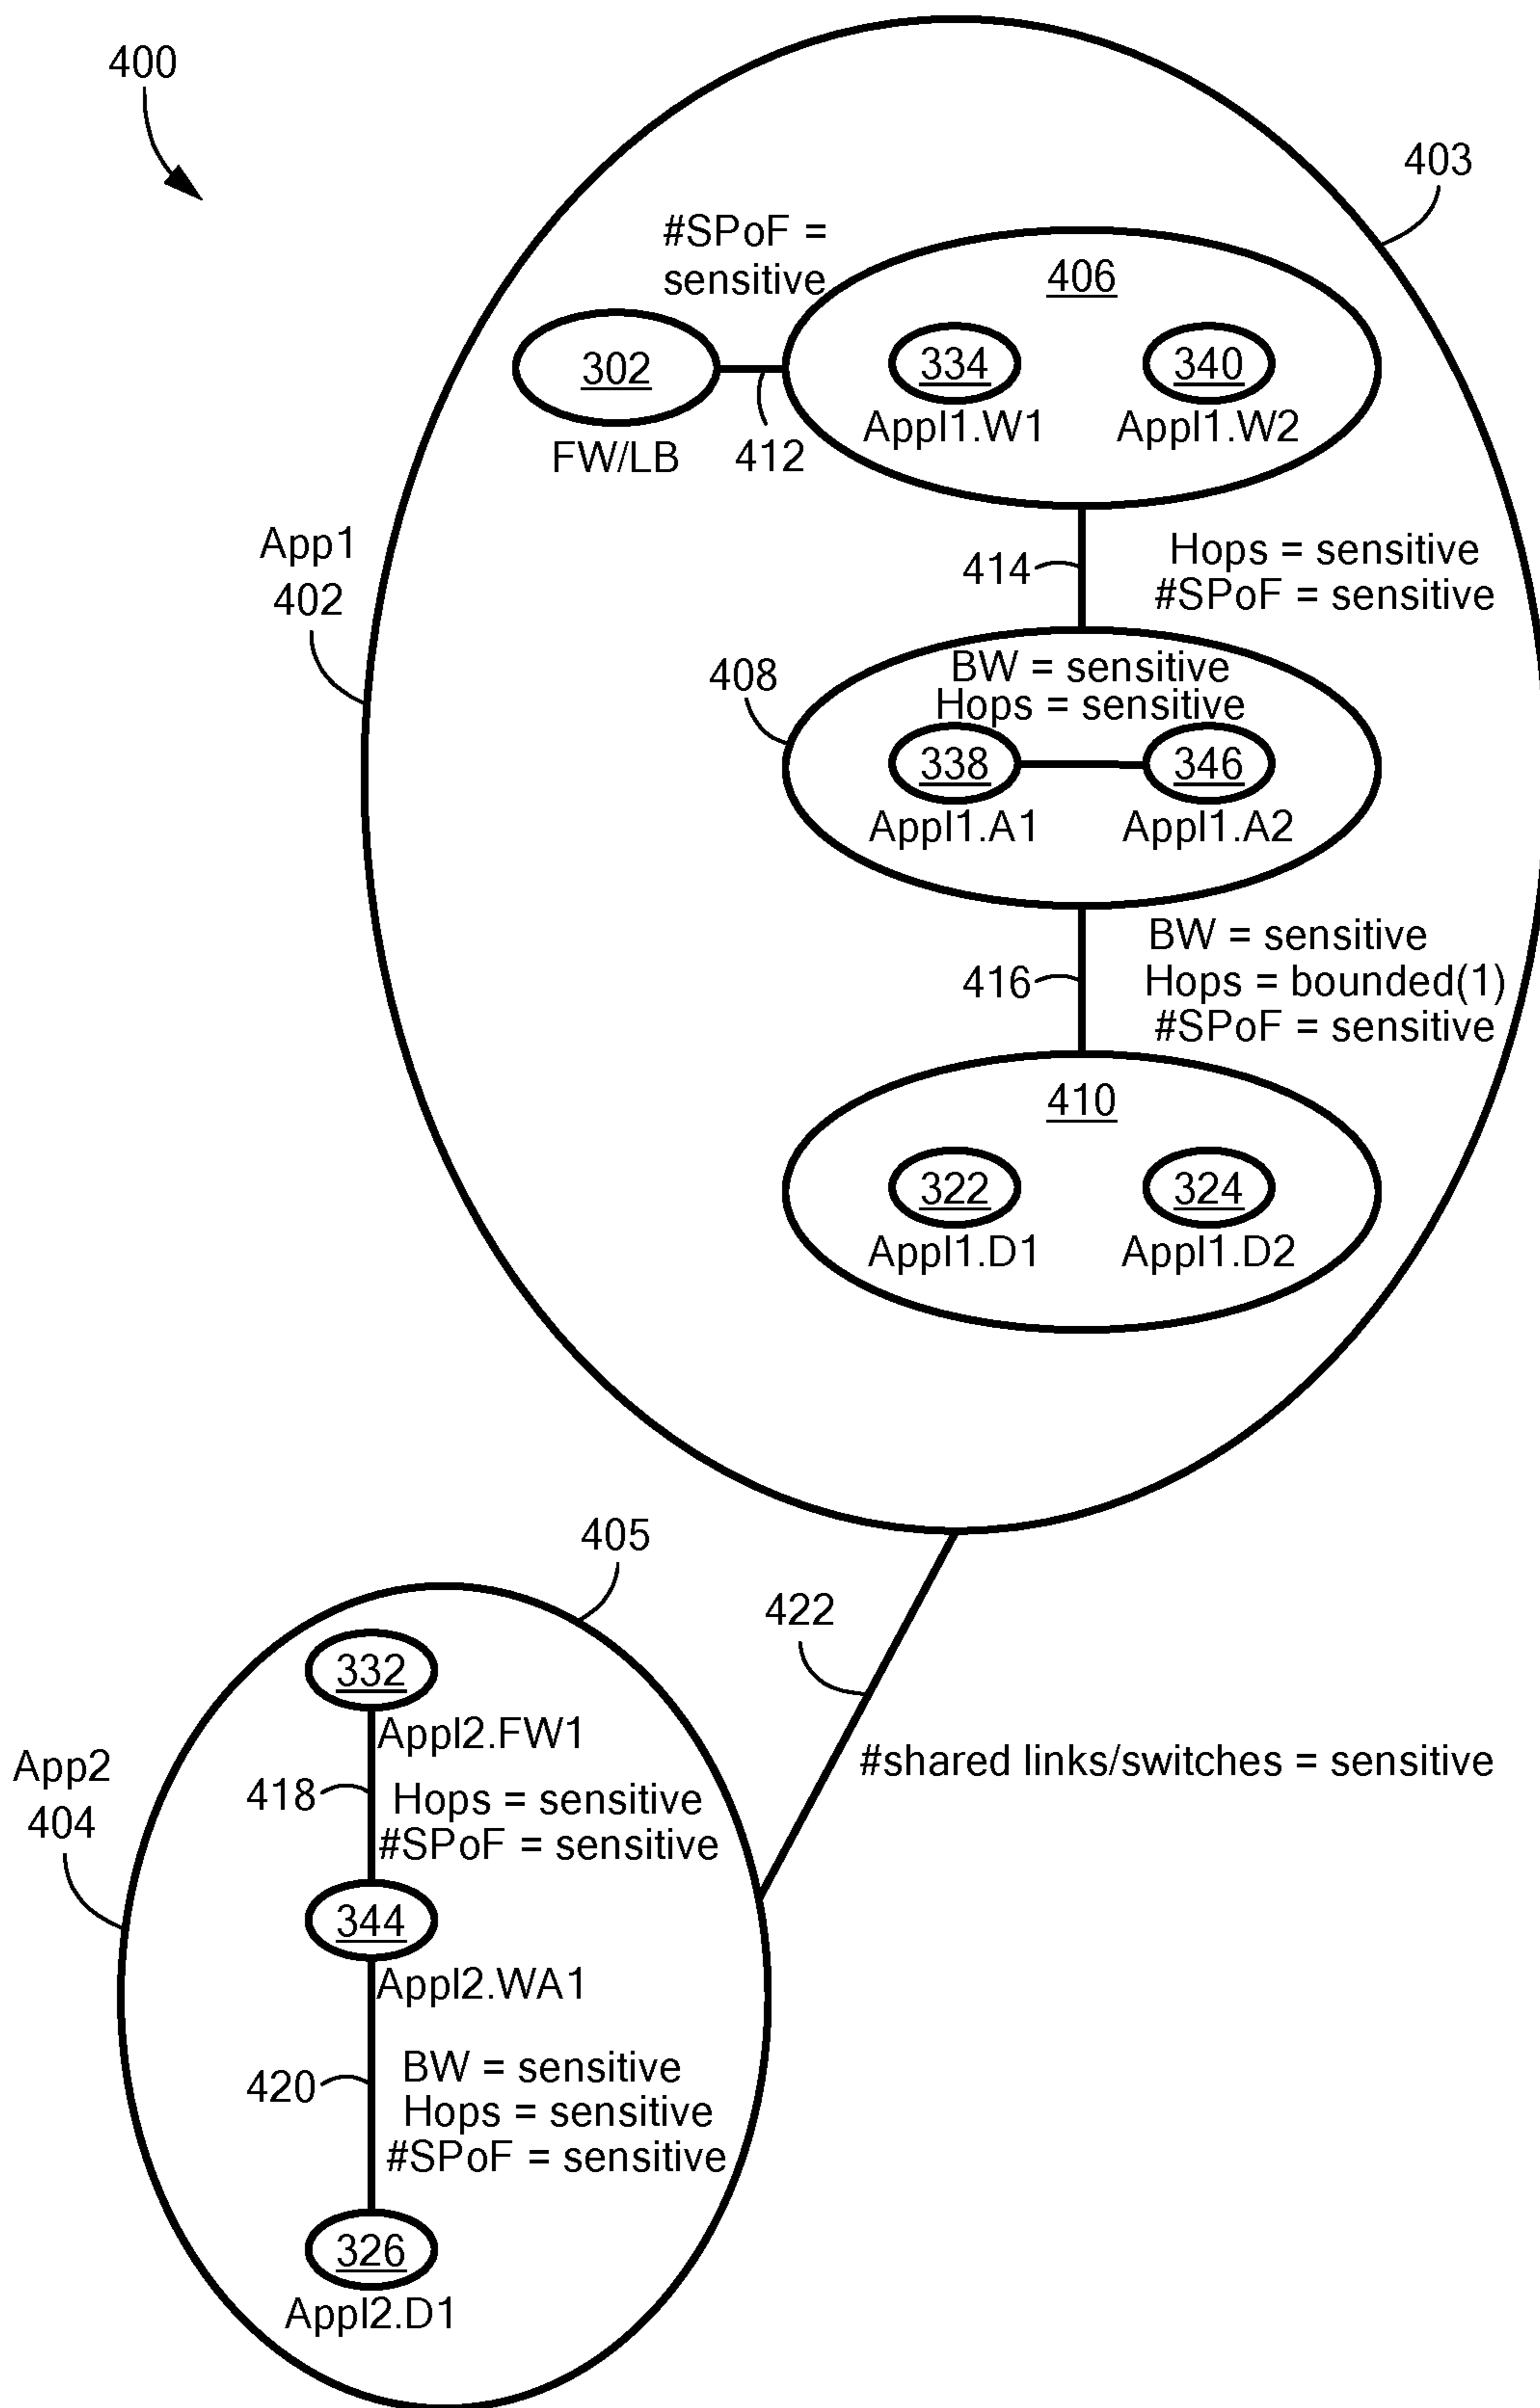 400
403
#SPoF =
sensitive
406
302
334
340
FW/LB
412
Appl1.W1
Appl1.W2
App1
402
414
Hops = sensitive
#SPoF = sensitive
408
BW = sensitive
Hops = sensitive
338
346
Appl1.A1
Appl1.A2
416
BW = sensitive
Hops = bounded(1)
#SPoF = sensitive
410
322
324
Appl1.D1
Appl1.D2
405
422
332
Appl2.FW1
App2
404
418
Hops = sensitive
#SPoF = sensitive
#shared links/switches = sensitive
344
Appl2.WA1
420
BW = sensitive
Hops = sensitive
#SPoF = sensitive
326
Appl2.D1